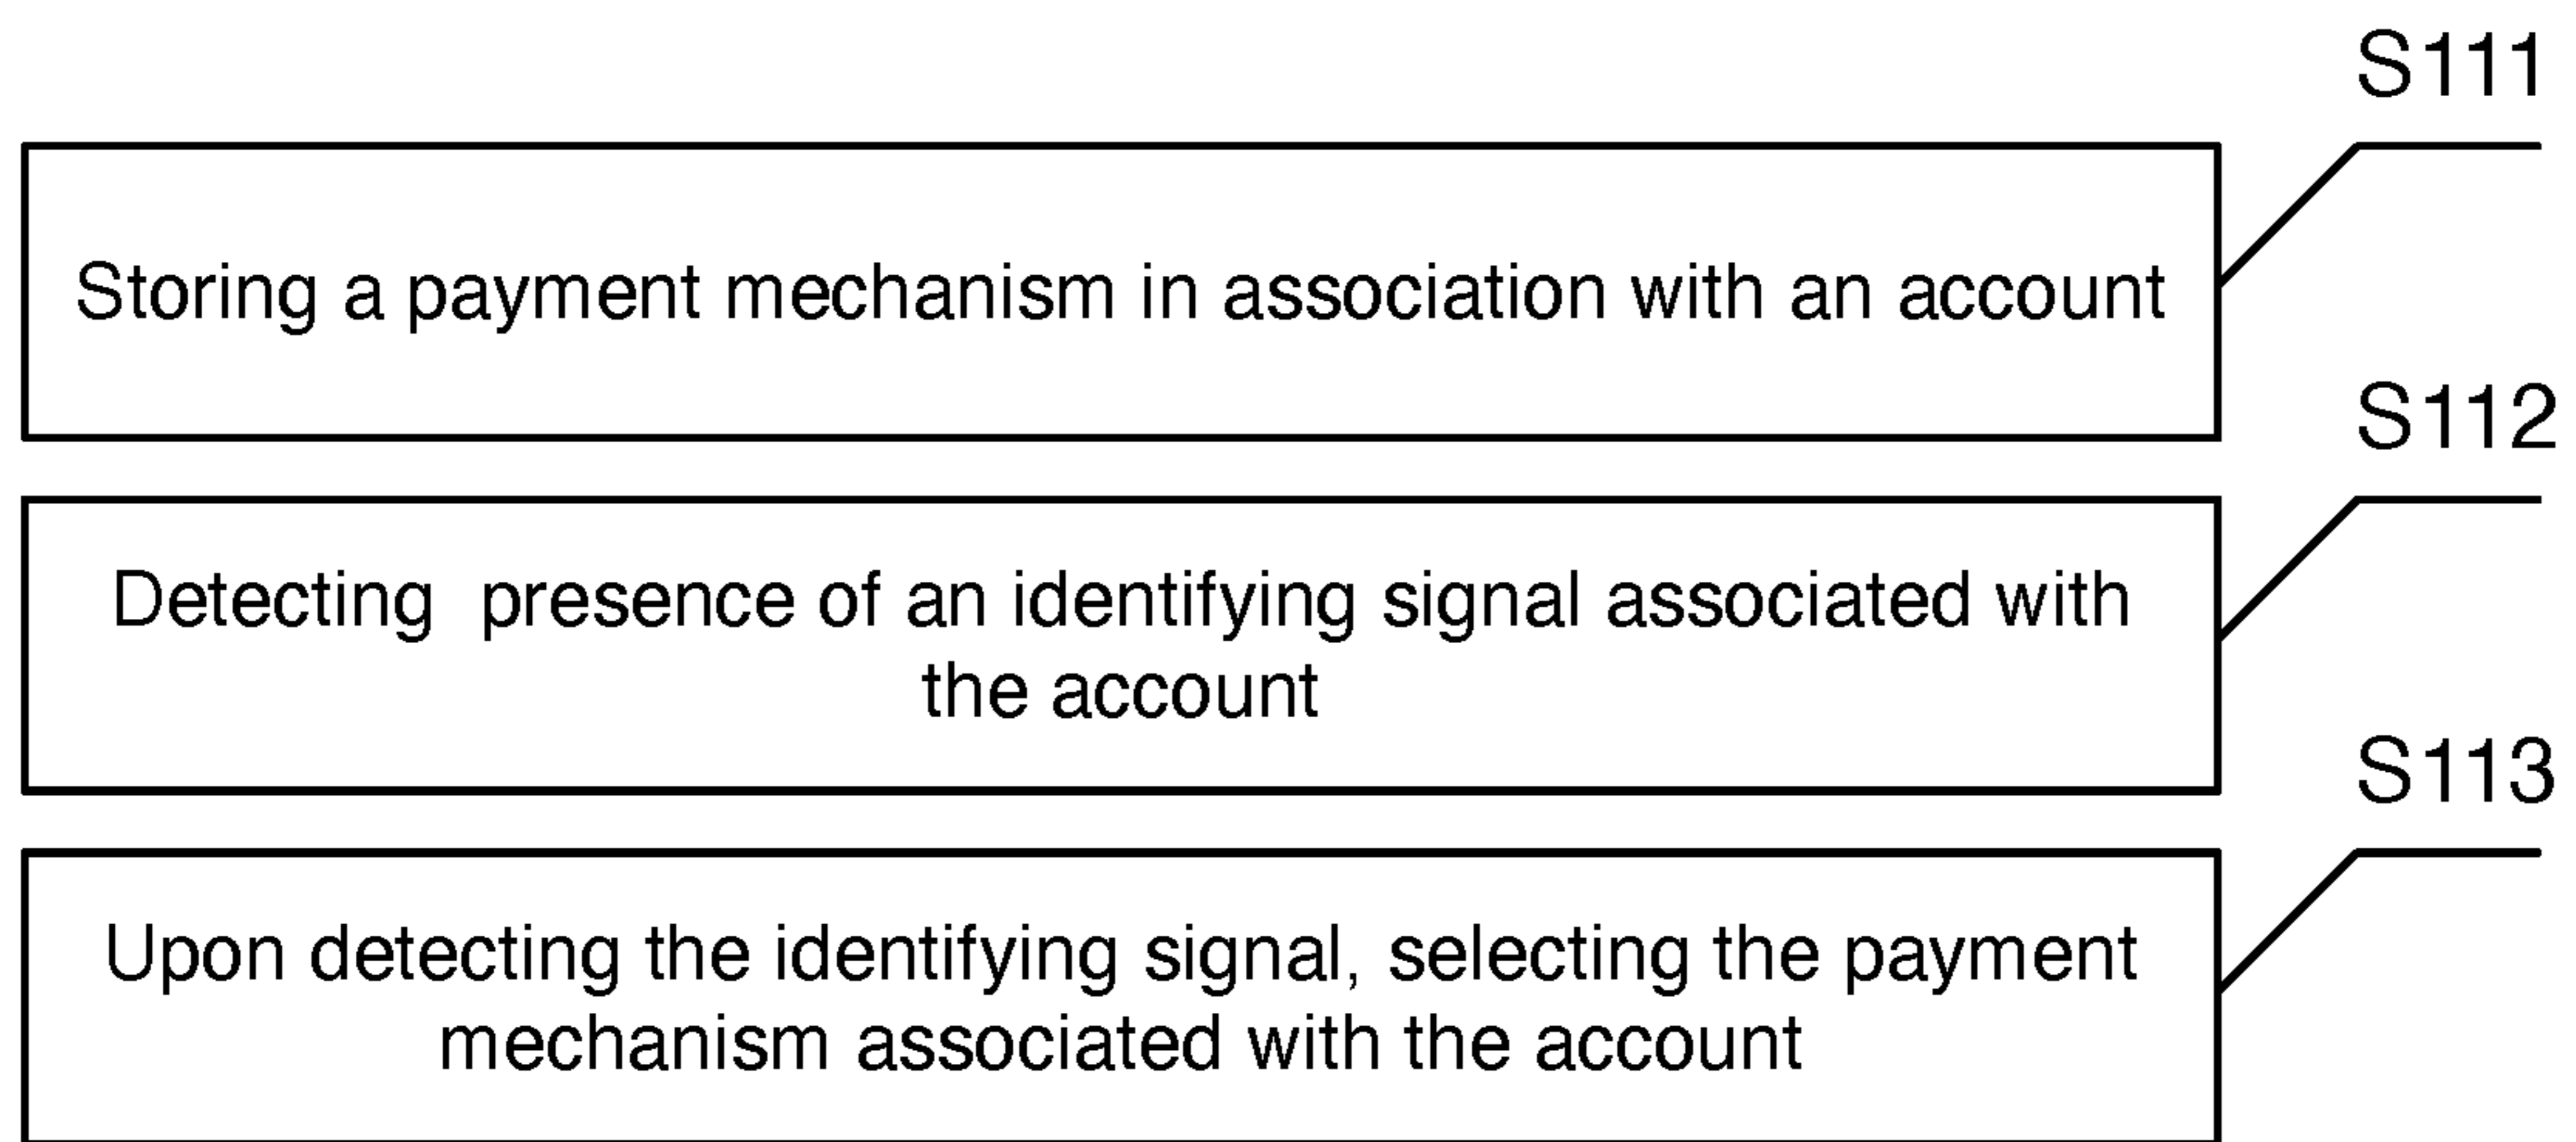 S111
Storing a payment mechanism in association with an account
S112
Detecting presence of an identifying signal associated with
the account
S113
Upon detecting the identifying signal, selecting the payment
mechanism associated with the account